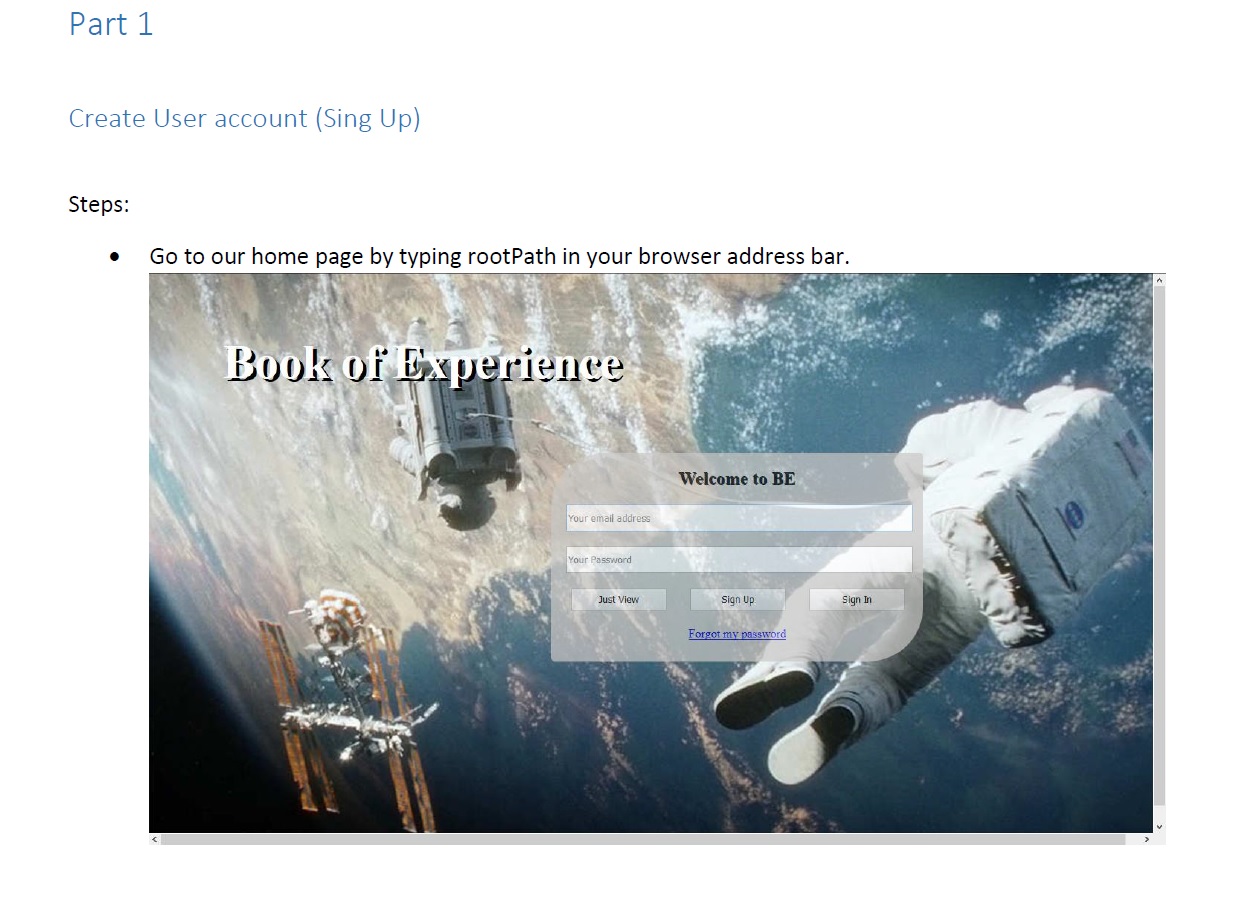 Part 1
Create User account (Sing Up)
Steps:
• Go to our home page by typing rootPath in your browser address bar.
Book of Experience
Welcome to BE
Your email address
Your Password
Just View Sign Up Sign In
Forgot my password